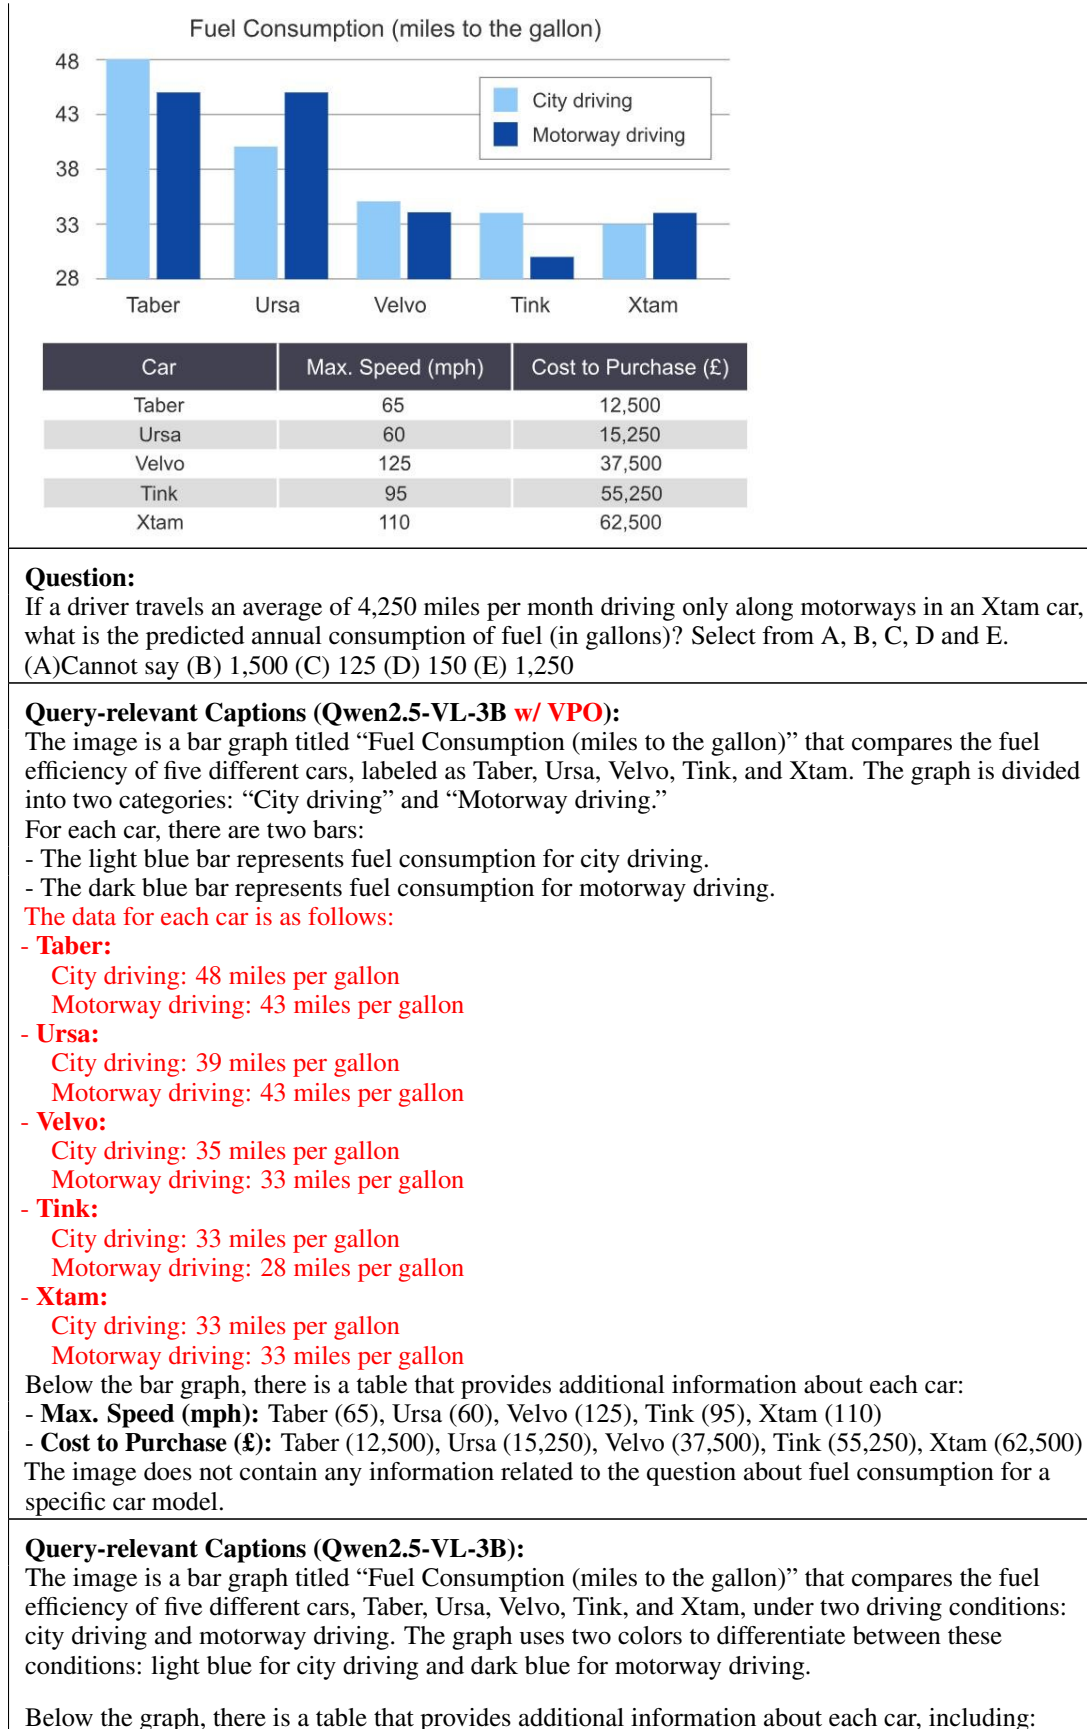 Fuel Consumption (miles to the gallon)
48
43
38
33
28
City driving
Motorway driving
Taber Ursa Velvo Tink Xtam
Car Max. Speed (mph) Cost to Purchase (£)
Taber 65 12,500
Ursa 60 15,250
Velvo 125 37,500
Tink 95 55,250
Xtam 110 62,500
Question:
If a driver travels an average of 4,250 miles per month driving only along motorways in an Xtam car,
what is the predicted annual consumption of fuel (in gallons)? Select from A, B, C, D and E.
(A)Cannot say (B) 1,500 (C) 125 (D) 150 (E) 1,250
Query-relevant Captions (Qwen2.5-VL-3B w/ VPO):
The image is a bar graph titled “Fuel Consumption (miles to the gallon)” that compares the fuel
efficiency of five different cars, labeled as Taber, Ursa, Velvo, Tink, and Xtam. The graph is divided
into two categories: “City driving” and “Motorway driving.”
For each car, there are two bars:
- The light blue bar represents fuel consumption for city driving.
- The dark blue bar represents fuel consumption for motorway driving.
The data for each car is as follows:
- Taber:
City driving: 48 miles per gallon
Motorway driving: 43 miles per gallon
- Ursa:
City driving: 39 miles per gallon
Motorway driving: 43 miles per gallon
- Velvo:
City driving: 35 miles per gallon
Motorway driving: 33 miles per gallon
- Tink:
City driving: 33 miles per gallon
Motorway driving: 28 miles per gallon
- Xtam:
City driving: 33 miles per gallon
Motorway driving: 33 miles per gallon
Below the bar graph, there is a table that provides additional information about each car:
- Max. Speed (mph): Taber (65), Ursa (60), Velvo (125), Tink (95), Xtam (110)
- Cost to Purchase (£): Taber (12,500), Ursa (15,250), Velvo (37,500), Tink (55,250), Xtam (62,500)
The image does not contain any information related to the question about fuel consumption for a
specific car model.
Query-relevant Captions (Qwen2.5-VL-3B):
The image is a bar graph titled “Fuel Consumption (miles to the gallon)” that compares the fuel
efficiency of five different cars, Taber, Ursa, Velvo, Tink, and Xtam, under two driving conditions:
city driving and motorway driving. The graph uses two colors to differentiate between these
conditions: light blue for city driving and dark blue for motorway driving.
Below the graph, there is a table that provides additional information about each car, including: